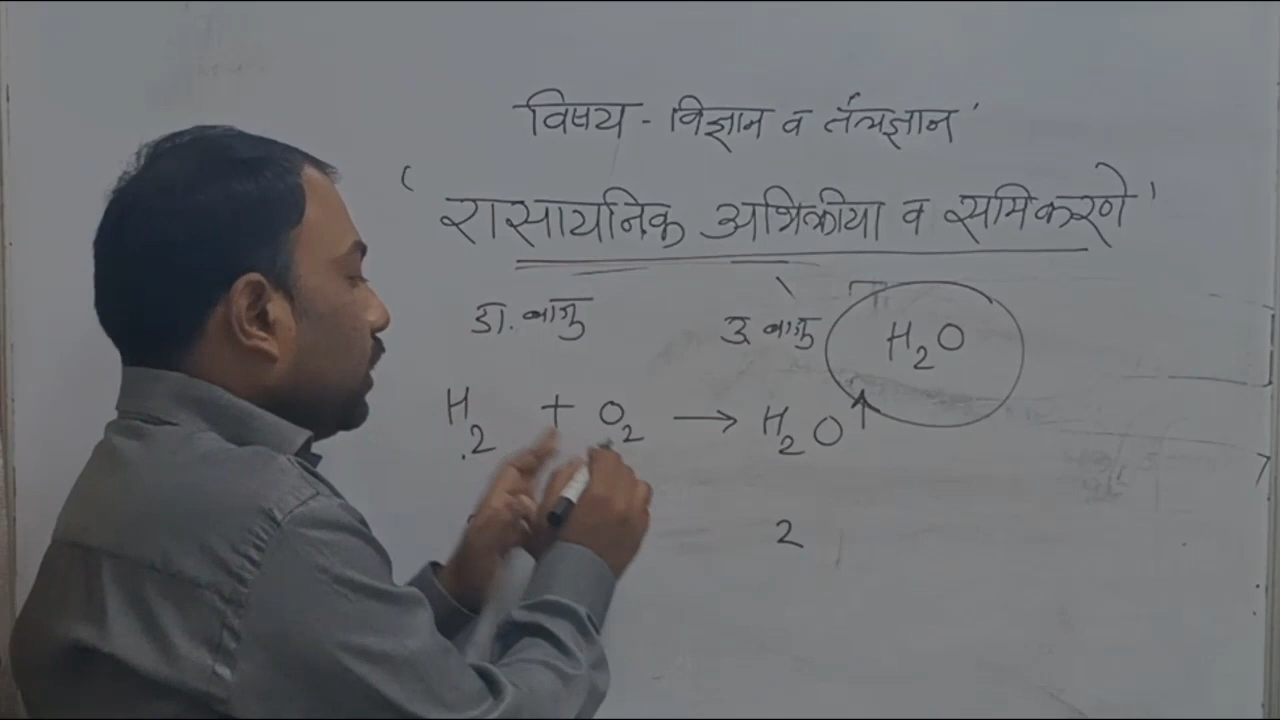 विषय - विज्ञान व तंत्रज्ञान'
' रासायनिक अभिक्रीया व समिकरणे '
डा. बाजु उ बाजु H₂O
H₂ + O₂ → H₂O
2